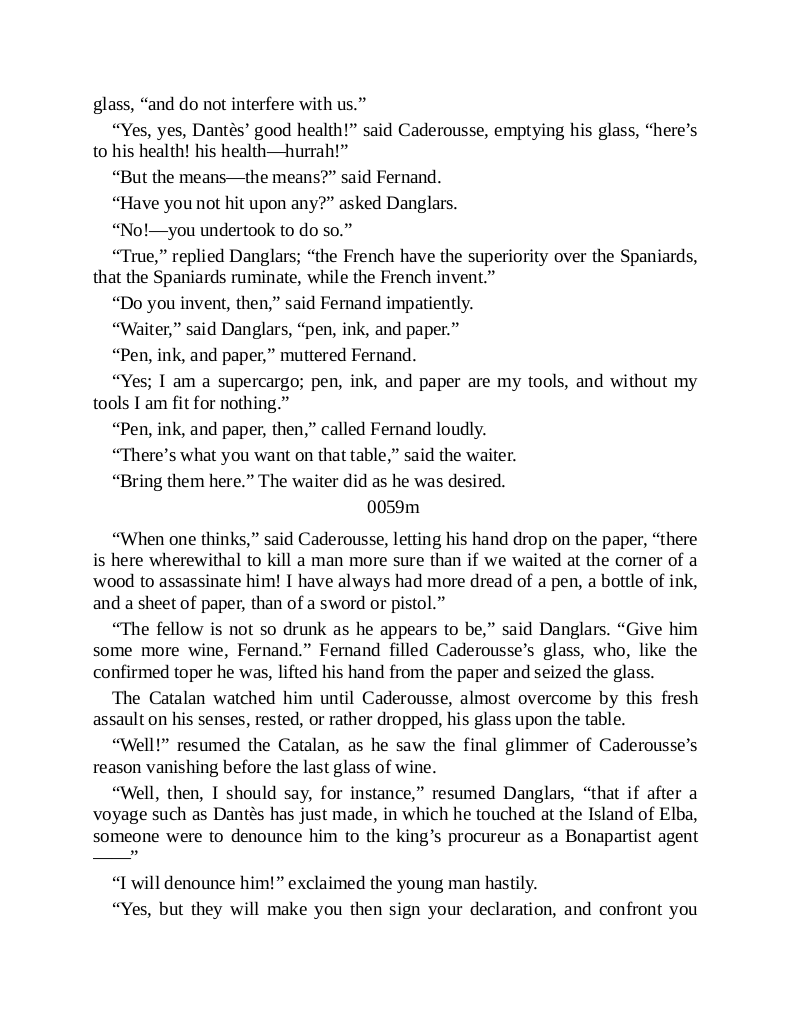 glass, “and do not interfere with us.”
“Yes, yes, Dantès’ good health!” said Caderousse, emptying his glass, “here’s
to his health! his health—hurrah!”
“But the means—the means?” said Fernand.
“Have you not hit upon any?” asked Danglars.
“No!—you undertook to do so.”
“True,” replied Danglars; “the French have the superiority over the Spaniards,
that the Spaniards ruminate, while the French invent.”
“Do you invent, then,” said Fernand impatiently.
“Waiter,” said Danglars, “pen, ink, and paper.”
“Pen, ink, and paper,” muttered Fernand.
“Yes; I am a supercargo; pen, ink, and paper are my tools, and without my
tools I am fit for nothing.”
“Pen, ink, and paper, then,” called Fernand loudly.
“There’s what you want on that table,” said the waiter.
“Bring them here.” The waiter did as he was desired.
0059m
“When one thinks,” said Caderousse, letting his hand drop on the paper, “there
is here wherewithal to kill a man more sure than if we waited at the corner of a
wood to assassinate him! I have always had more dread of a pen, a bottle of ink,
and a sheet of paper, than of a sword or pistol.”
“The fellow is not so drunk as he appears to be,” said Danglars. “Give him
some more wine, Fernand.” Fernand filled Caderousse’s glass, who, like the
confirmed toper he was, lifted his hand from the paper and seized the glass.
The Catalan watched him until Caderousse, almost overcome by this fresh
assault on his senses, rested, or rather dropped, his glass upon the table.
“Well!” resumed the Catalan, as he saw the final glimmer of Caderousse’s
reason vanishing before the last glass of wine.
“Well, then, I should say, for instance,” resumed Danglars, “that if after a
voyage such as Dantès has just made, in which he touched at the Island of Elba,
someone were to denounce him to the king’s procureur as a Bonapartist agent
——”
“I will denounce him!” exclaimed the young man hastily.
“Yes, but they will make you then sign your declaration, and confront you